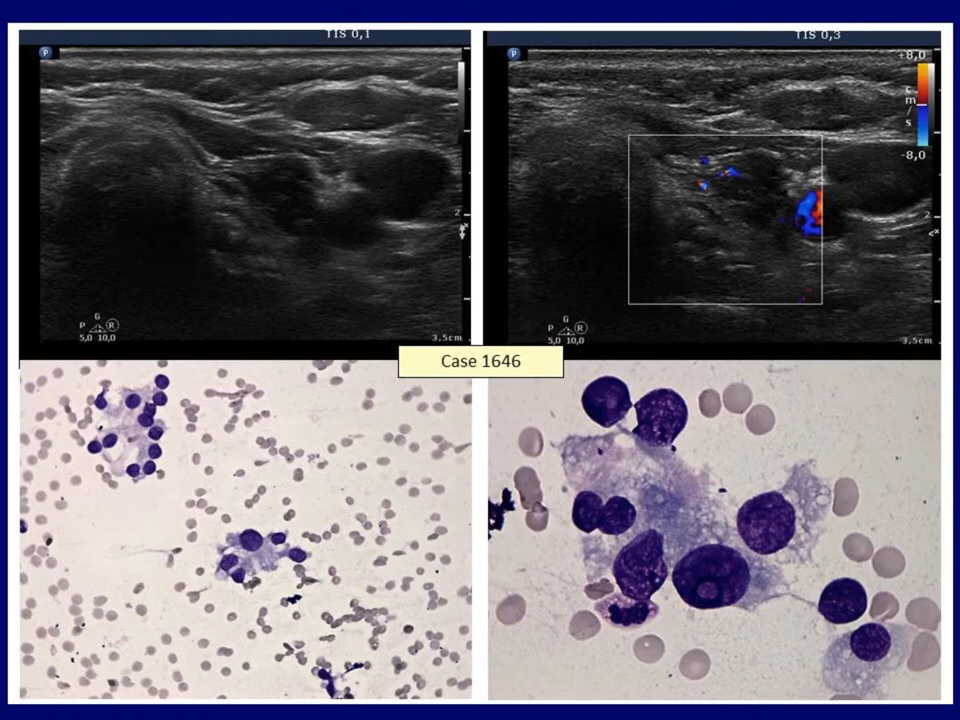 TIS 0,1
P
2
G
P R
5,0 10,0
3.5cm
TIS 0,3
P
+8,0
cm/s
-8,0
2
G
P R
5,0 10,0
3.5cm
Case 1646